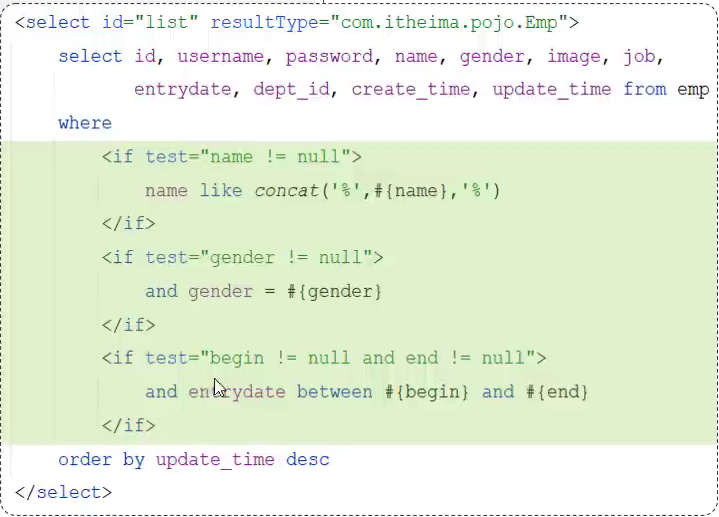 <select id="list" resultType="com.itheima.pojo.Emp">
select id, username, password, name, gender, image, job,
entrydate, dept_id, create_time, update_time from emp
where
<if test="name != null">
name like concat('%',#{name},'%')
</if>
<if test="gender != null">
and gender = #{gender}
</if>
<if test="begin != null and end != null">
and entrydate between #{begin} and #{end}
</if>
order by update_time desc
</select>